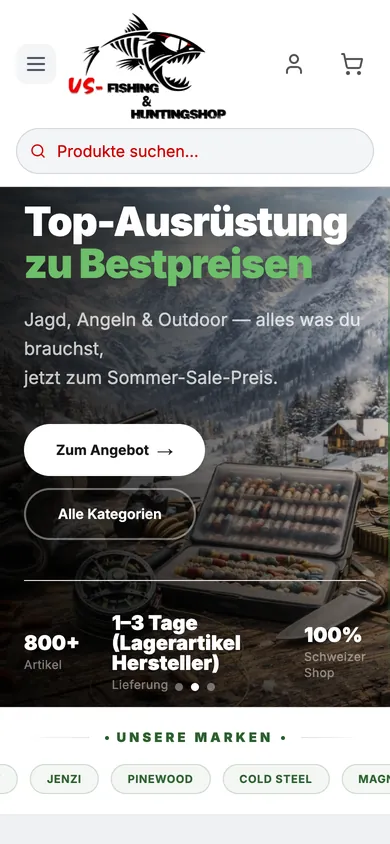 US- FISHING
&
HUNTINGSHOP
Produkte suchen...
Top-Ausrüstung
zu Bestpreisen
Jagd, Angeln & Outdoor — alles was du
brauchst,
jetzt zum Sommer-Sale-Preis.
Zum Angebot →
Alle Kategorien
800+
Artikel
1–3 Tage
(Lagerartikel
Hersteller)
Lieferung
100%
Schweizer
Shop
• UNSERE MARKEN •
JENZI
PINEWOOD
COLD STEEL